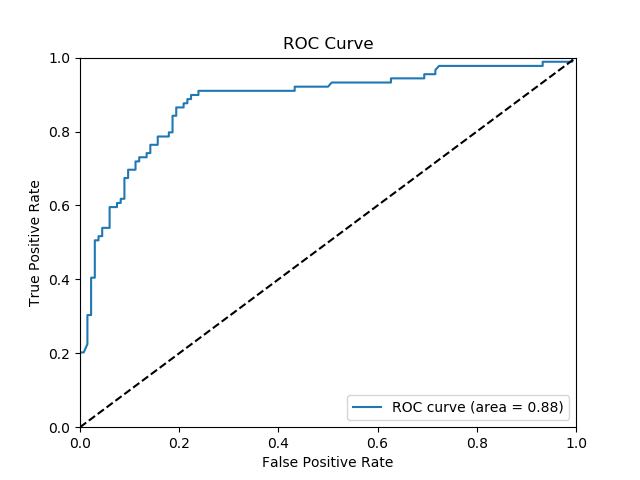 ROC Curve
1.0
0.8
0.6
0.4
0.2
0.0
True Positive Rate
ROC curve (area = 0.88)
0.0 0.2 0.4 0.6 0.8 1.0
False Positive Rate